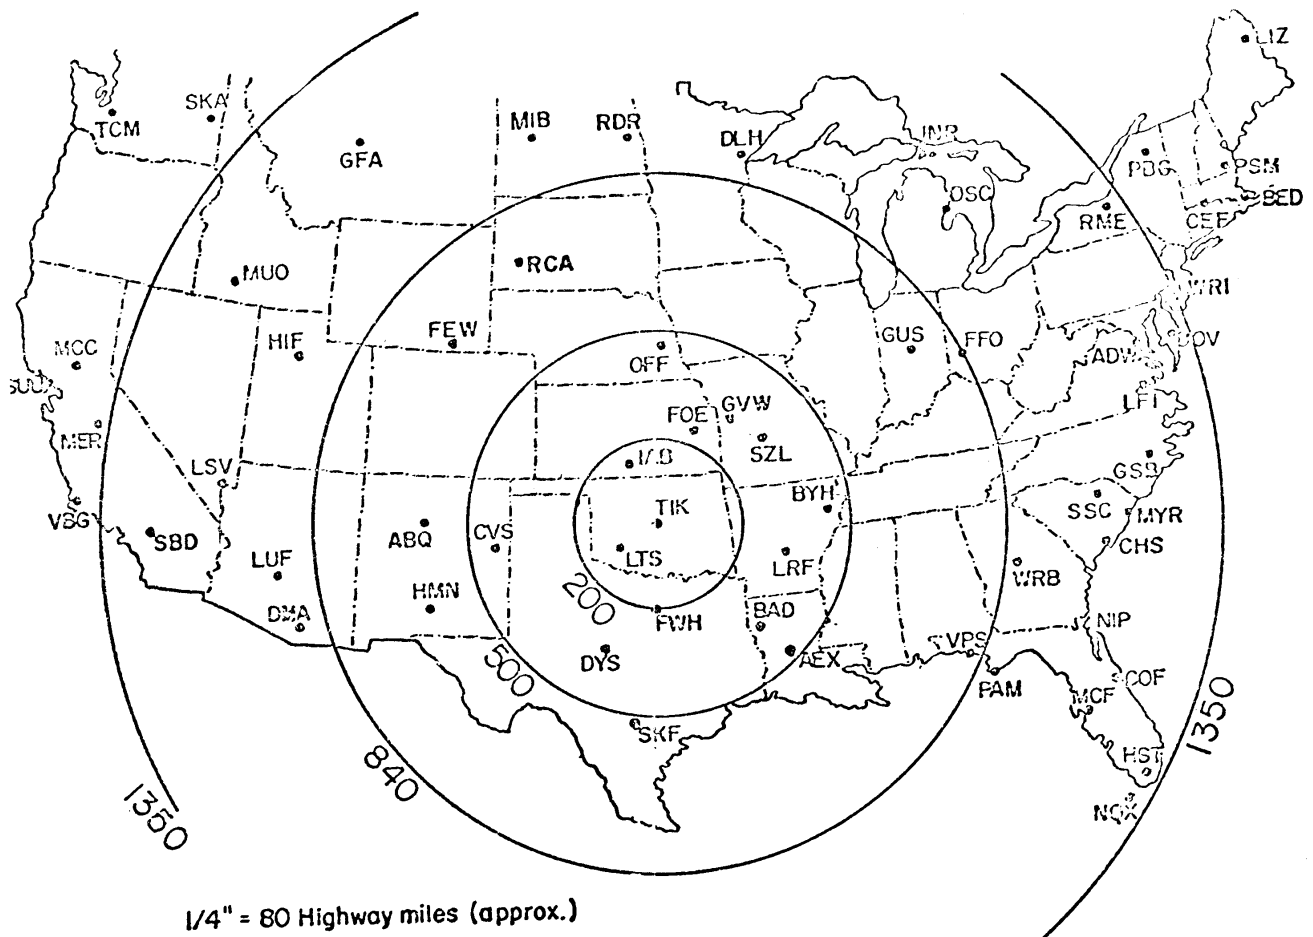 LIZ
SKA
TCM
MIB
RDR
DLH
GFA
PBG
PSM
OSC
BED
RME
CEF
RCA
MUO
WRI
FEW
HIF
GUS
FFO
MCC
OFF
ADW
MER
FOE
GVW
LSV
IAB
SZL
GSB
VBG
TIK
BYH
SSC
MYR
SBD
ABQ
CVS
CHS
LUF
LTS
LRF
WRB
HMN
200
DMA
FWH
BAD
NIP
DYS
AEX
VPS
500
PAM
COF
MCF
SKF
1350
840
HST
1350
NQX
1/4" = 80 Highway miles (approx.)